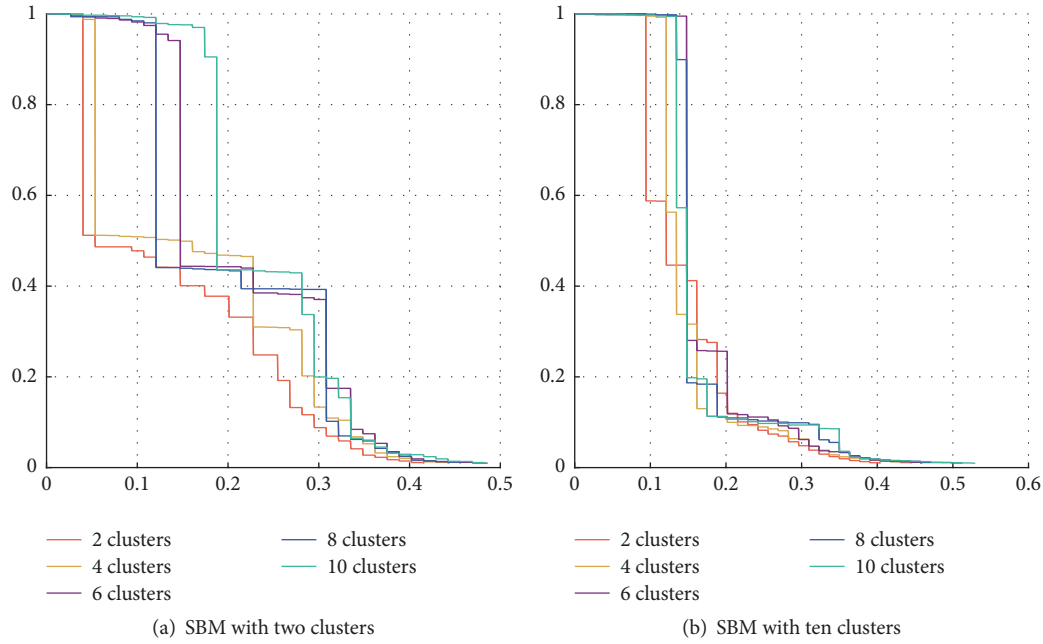 1
0.8
0.6
0.4
0.2
0
0 0.1 0.2 0.3 0.4 0.5
2 clusters
4 clusters
6 clusters
8 clusters
10 clusters
(a) SBM with two clusters
1
0.8
0.6
0.4
0.2
0
0 0.1 0.2 0.3 0.4 0.5 0.6
2 clusters
4 clusters
6 clusters
8 clusters
10 clusters
(b) SBM with ten clusters